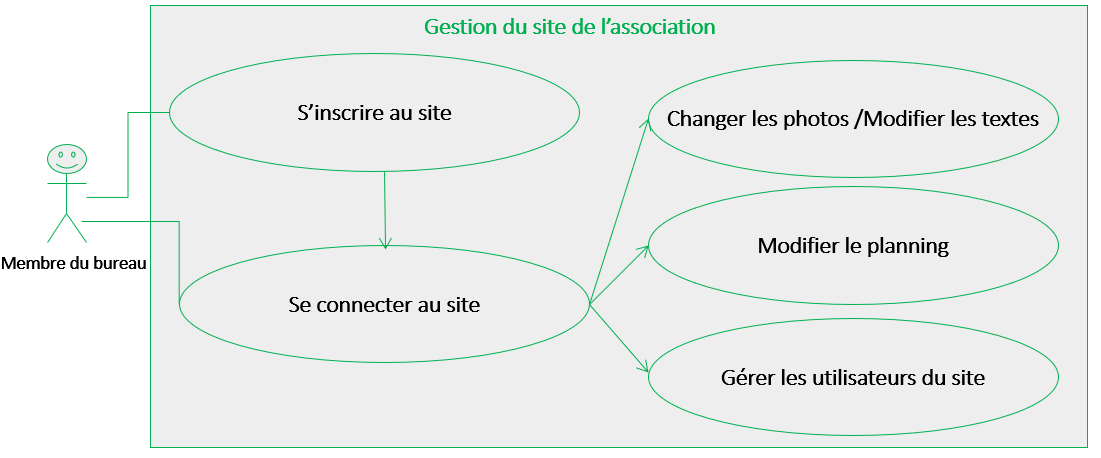 Gestion du site de l’association
S’inscrire au site
Changer les photos /Modifier les textes
Modifier le planning
Membre du bureau
Se connecter au site
Gérer les utilisateurs du site